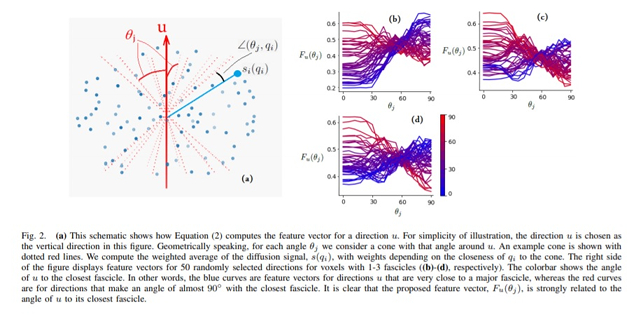 u
θj
∠(θj, qi)
si(qi)
(a)
(b)
Fu(θj)
0.6
0.5
0.4
0.3
0.2
0 30 60 90
θj
(c)
Fu(θj)
0.6
0.5
0.4
0 30 60 90
θj
(d)
Fu(θj)
0.6
0.5
0.4
0 30 60 90
θj
90
60
30
0
Fig. 2. (a) This schematic shows how Equation (2) computes the feature vector for a direction u. For simplicity of illustration, the direction u is chosen as
the vertical direction in this figure. Geometrically speaking, for each angle θj we consider a cone with that angle around u. An example cone is shown with
dotted red lines. We compute the weighted average of the diffusion signal, s(qi), with weights depending on the closeness of qi to the cone. The right side
of the figure displays feature vectors for 50 randomly selected directions for voxels with 1-3 fascicles ((b)-(d), respectively). The colorbar shows the angle
of u to the closest fascicle. In other words, the blue curves are feature vectors for directions u that are very close to a major fascicle, whereas the red curves
are for directions that make an angle of almost 90° with the closest fascicle. It is clear that the proposed feature vector, Fu(θj), is strongly related to the
angle of u to its closest fascicle.